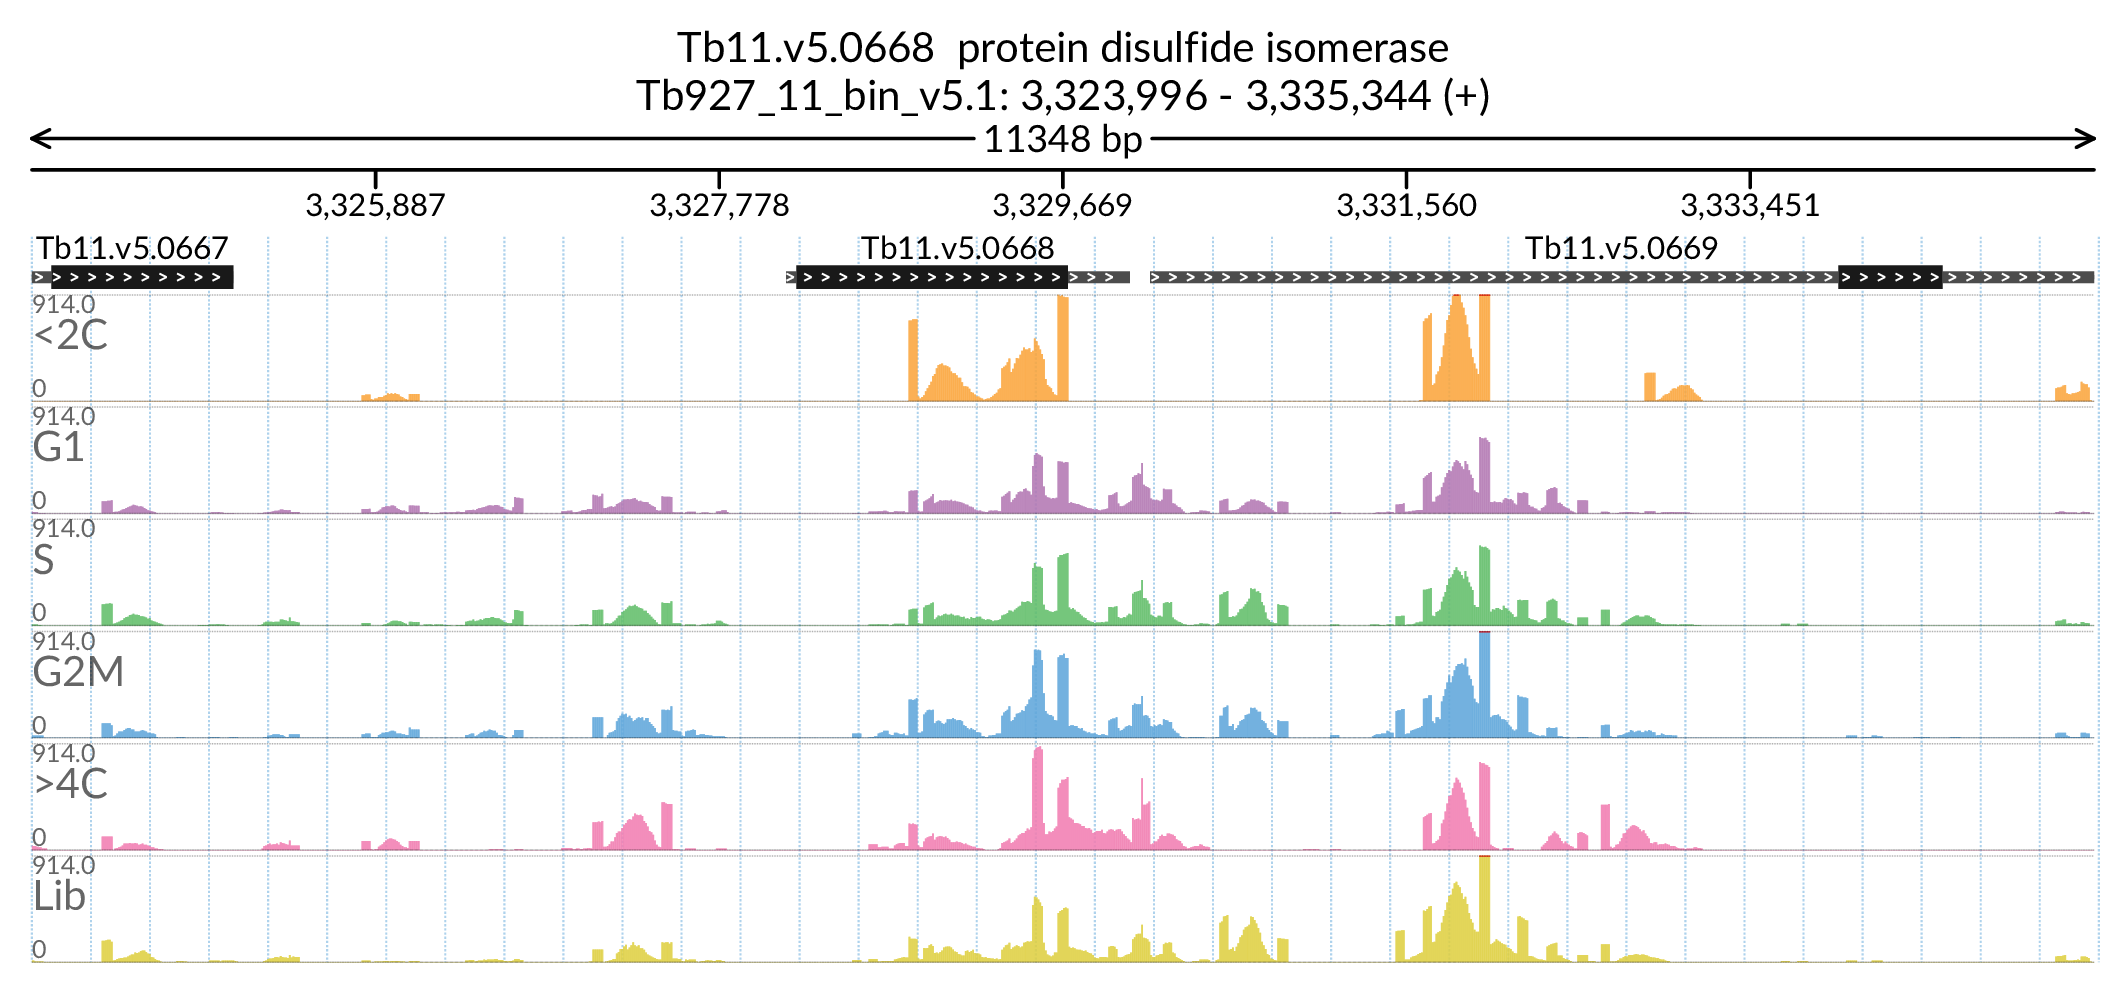 Tb11.v5.0668 protein disulfide isomerase
Tb927_11_bin_v5.1: 3,323,996 - 3,335,344 (+)
11348 bp
3,325,887 3,327,778 3,329,669 3,331,560 3,333,451
Tb11.v5.0667 Tb11.v5.0668 Tb11.v5.0669
914.0
<2C
0
914.0
G1
0
914.0
S
0
914.0
G2M
0
914.0
>4C
0
914.0
Lib
0